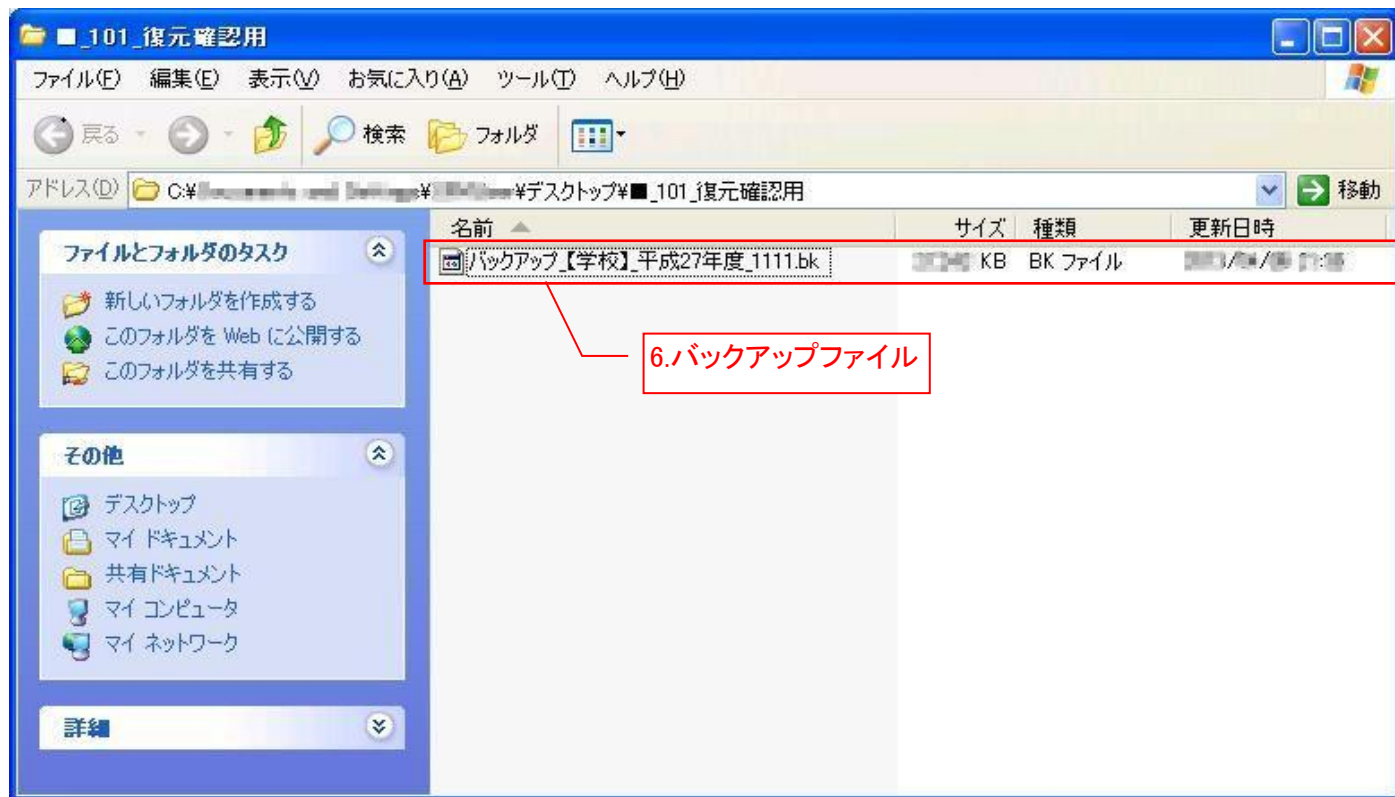 ■_101_復元確認用
ファイル(F) 編集(E) 表示(V) お気に入り(A) ツール(T) ヘルプ(H)
戻る 検索 フォルダ
アドレス(D) C:¥ ¥ ¥デスクトップ¥■_101_復元確認用 移動
名前 サイズ 種類 更新日時
バックアップ【学校】_平成27年度_1111.bk KB BK ファイル
6.バックアップファイル
ファイルとフォルダのタスク
新しいフォルダを作成する
このフォルダを Web に公開する
このフォルダを共有する
その他
デスクトップ
マイ ドキュメント
共有ドキュメント
マイ コンピュータ
マイ ネットワーク
詳細